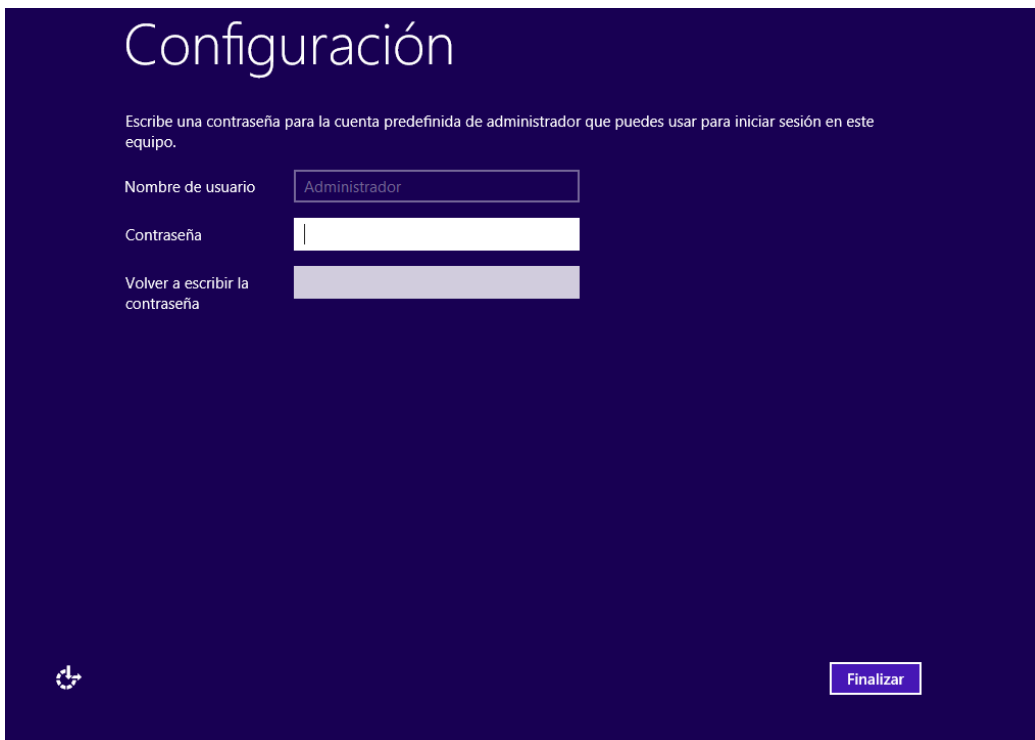 Configuración
Escribe una contraseña para la cuenta predefinida de administrador que puedes usar para iniciar sesión en este
equipo.
Nombre de usuario
Administrador
Contraseña
Volver a escribir la
contraseña
Finalizar